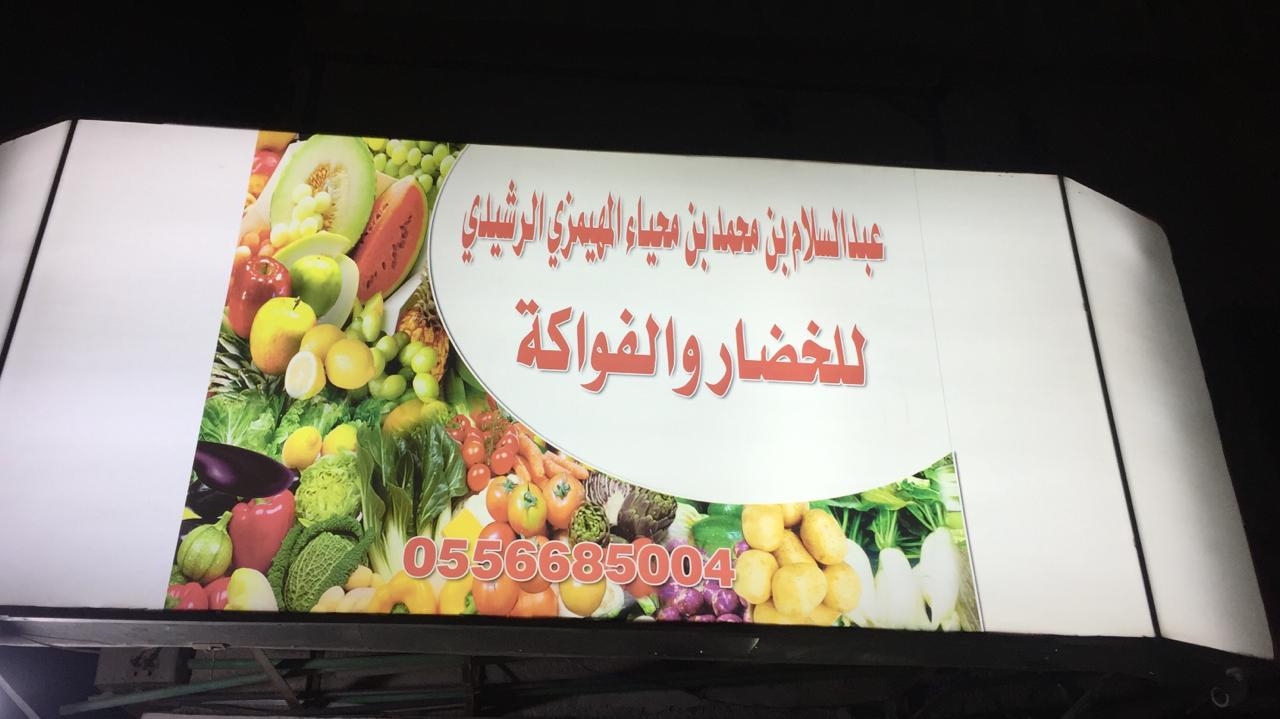 عبدالسلام بن محمد بن محياء المهيمزي الرشيدي
للخضار والفواكة
0556685004